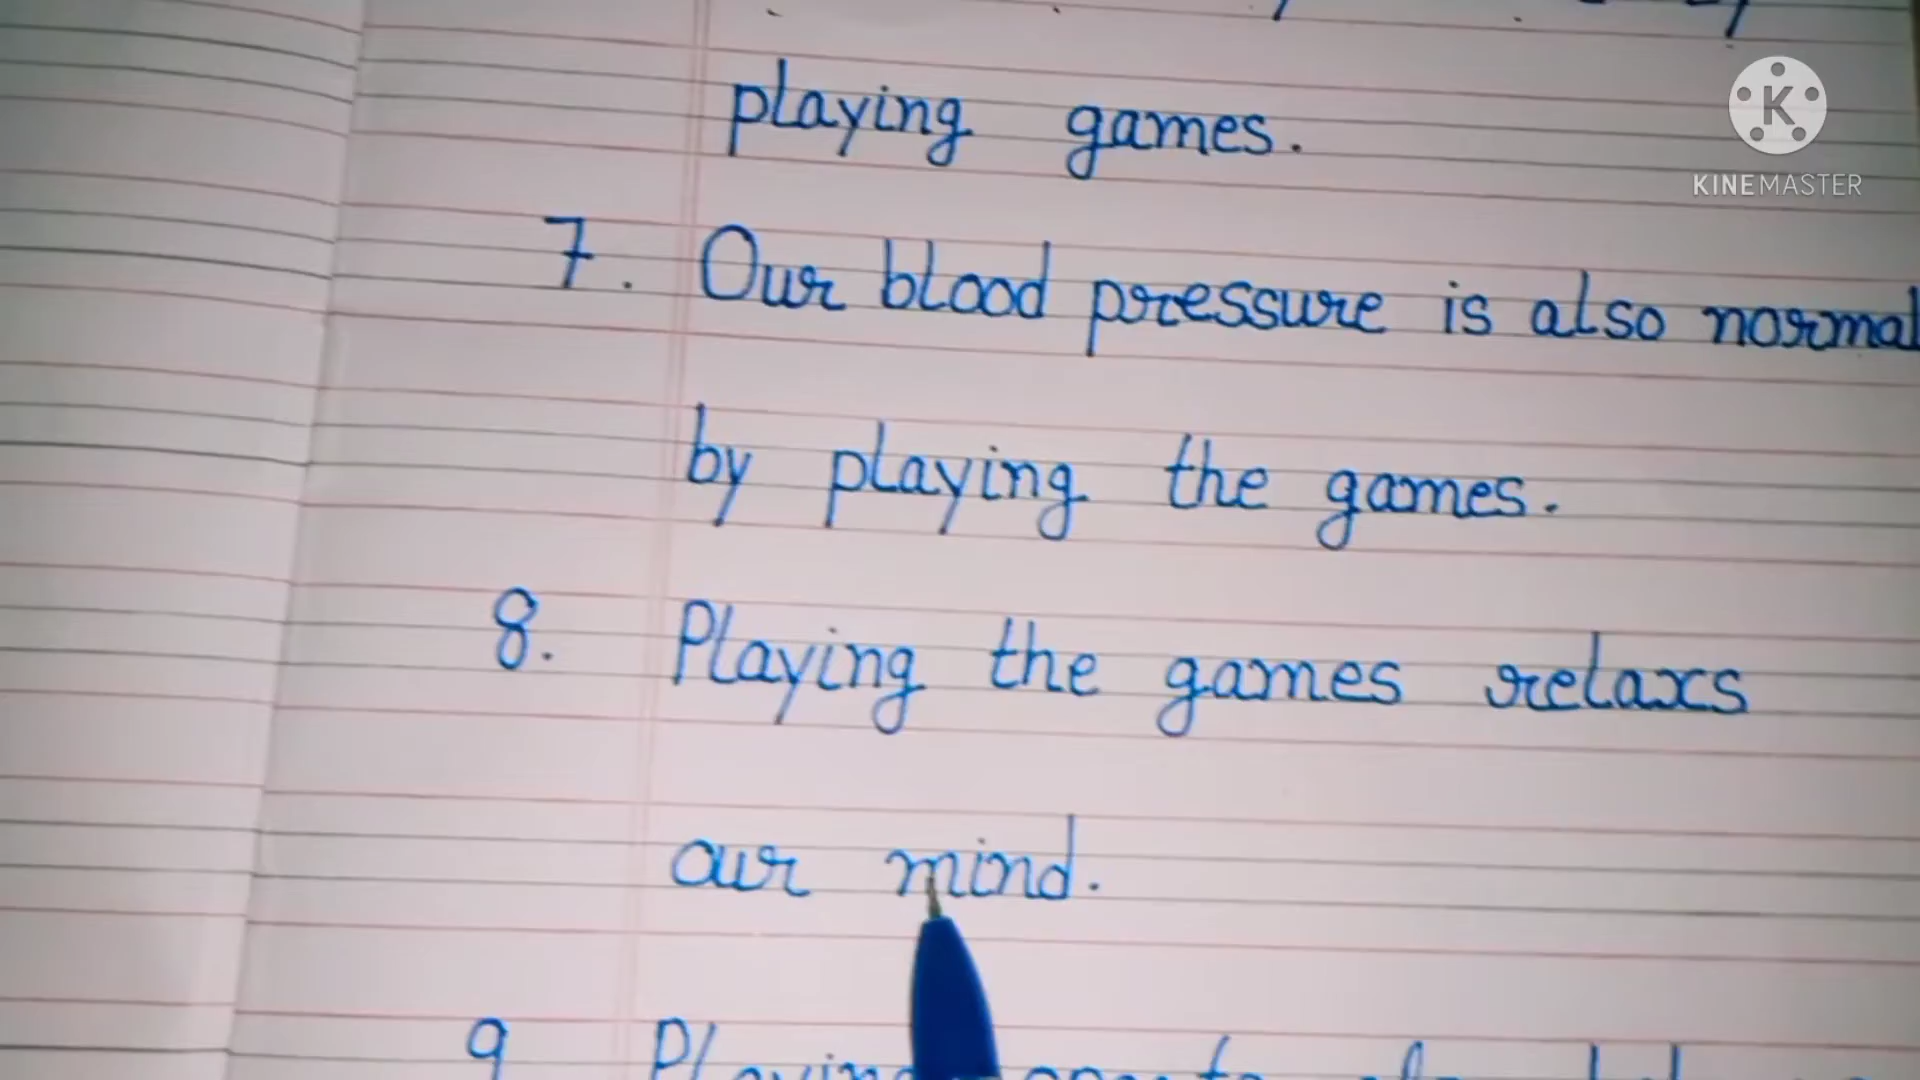 playing games.
KINEMASTER
7. Our blood pressure is also normal
by playing the games.
8. Playing the games relaxs
our mind.
9 Playing